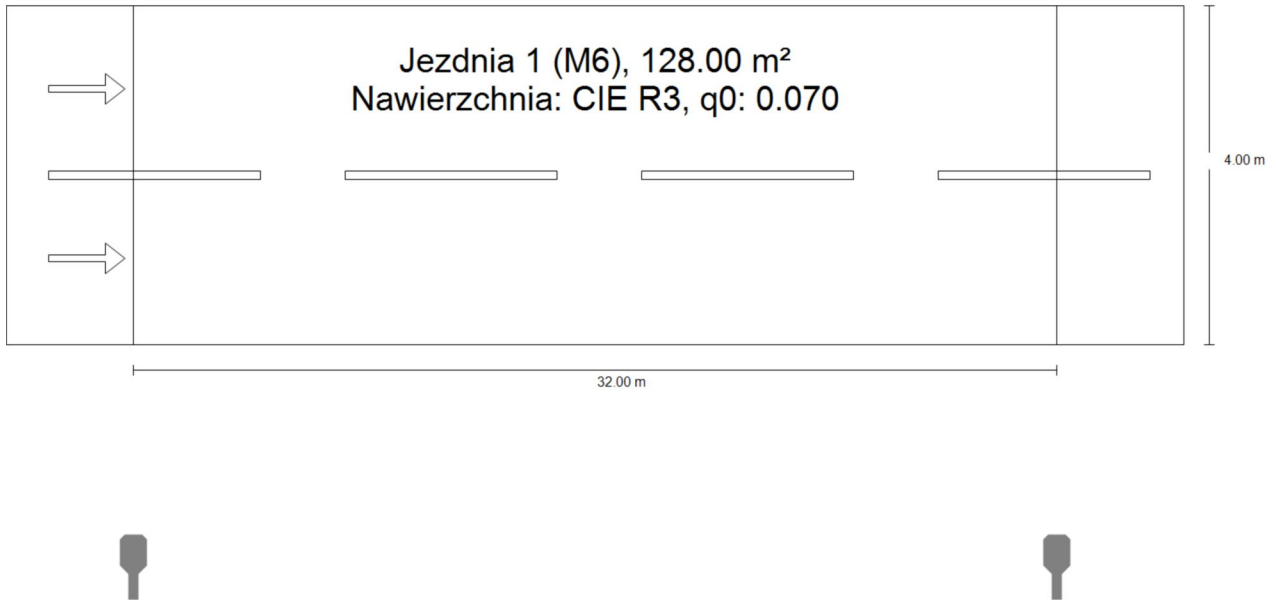 Jezdnia 1 (M6), 128.00 m²
Nawierzchnia: CIE R3, q0: 0.070
4.00 m
32.00 m